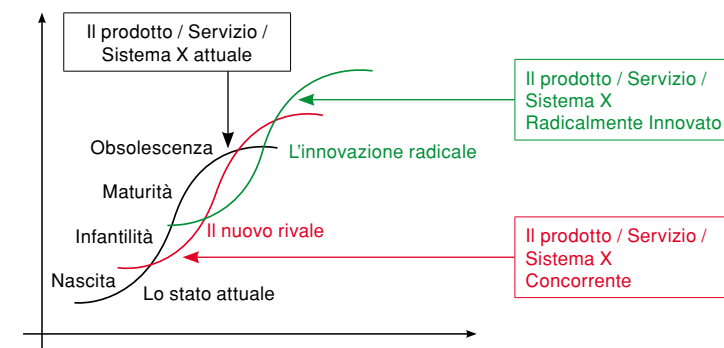 Il prodotto / Servizio /
Sistema X attuale
Il prodotto / Servizio /
Sistema X
Radicalmente Innovato
Obsolescenza
L'innovazione radicale
Maturità
Infantilità
Il nuovo rivale
Il prodotto / Servizio /
Sistema X
Concorrente
Nascita
Lo stato attuale